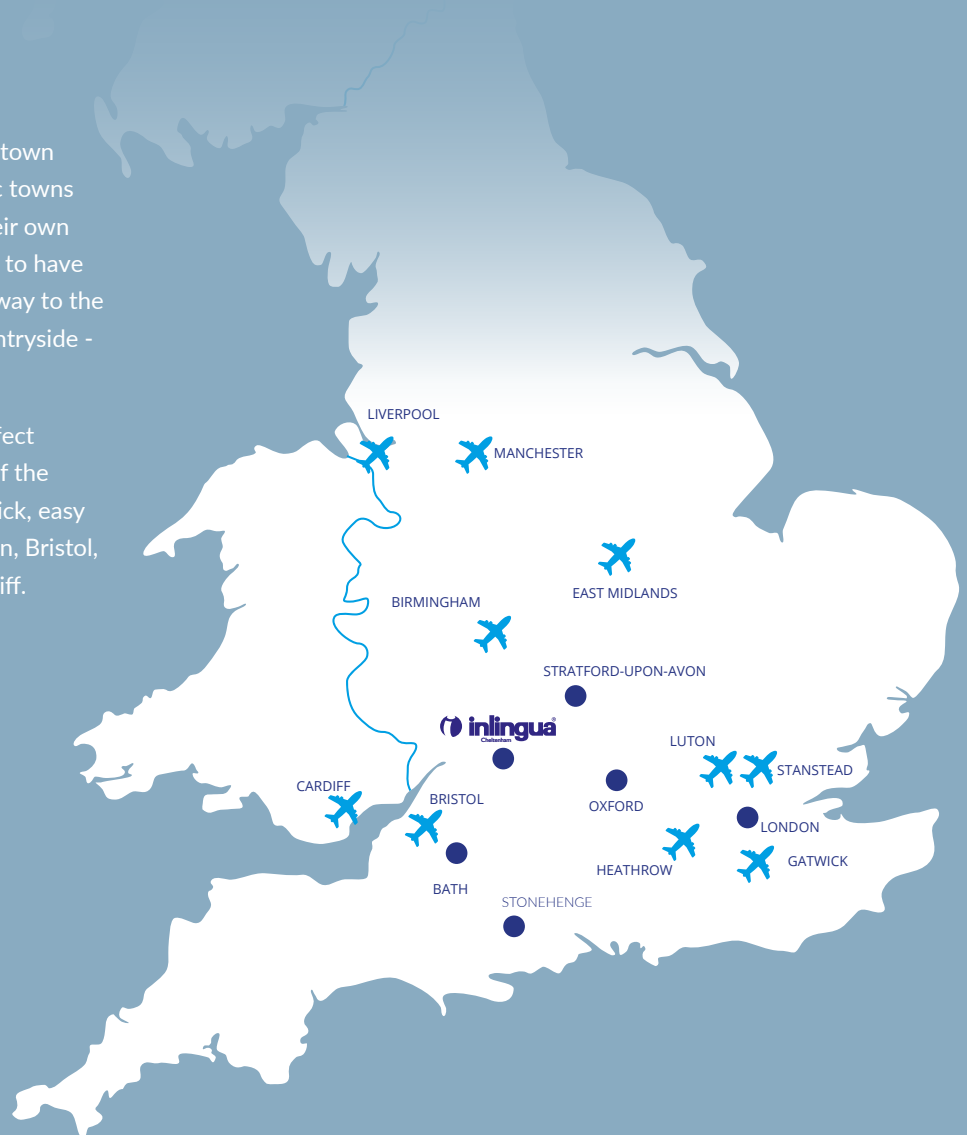 town
towns
eir own
to have
way to the
ntryside -
fect
f the
ick, easy
n, Bristol,
iff.
LIVERPOOL
MANCHESTER
EAST MIDLANDS
BIRMINGHAM
STRATFORD-UPON-AVON
inlingua®
Cheltenham
LUTON
STANSTEAD
CARDIFF
BRISTOL
OXFORD
LONDON
HEATHROW
GATWICK
BATH
STONEHENGE